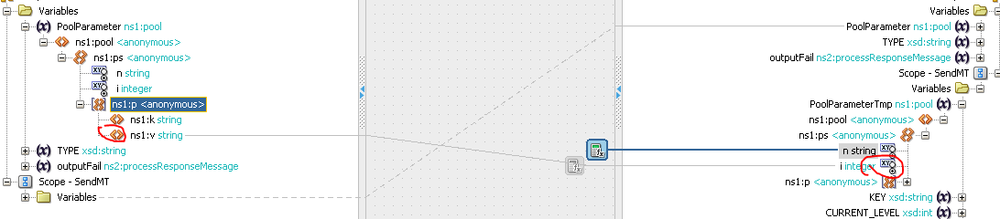 Variables
PoolParameter ns1:pool
ns1:pool <anonymous>
ns1:ps <anonymous>
n string
i integer
ns1:p <anonymous>
ns1:k string
ns1:v string
TYPE xsd:string
outputFail ns2:processResponseMessage
Scope - SendMT
Variables
Variables
PoolParameter ns1:pool
TYPE xsd:string
outputFail ns2:processResponseMessage
Scope - SendMT
Variables
PoolParameterTmp ns1:pool
ns1:pool <anonymous>
ns1:ps <anonymous>
n string
i integer
ns1:p <anonymous>
KEY xsd:string
CURRENT_LEVEL xsd:int